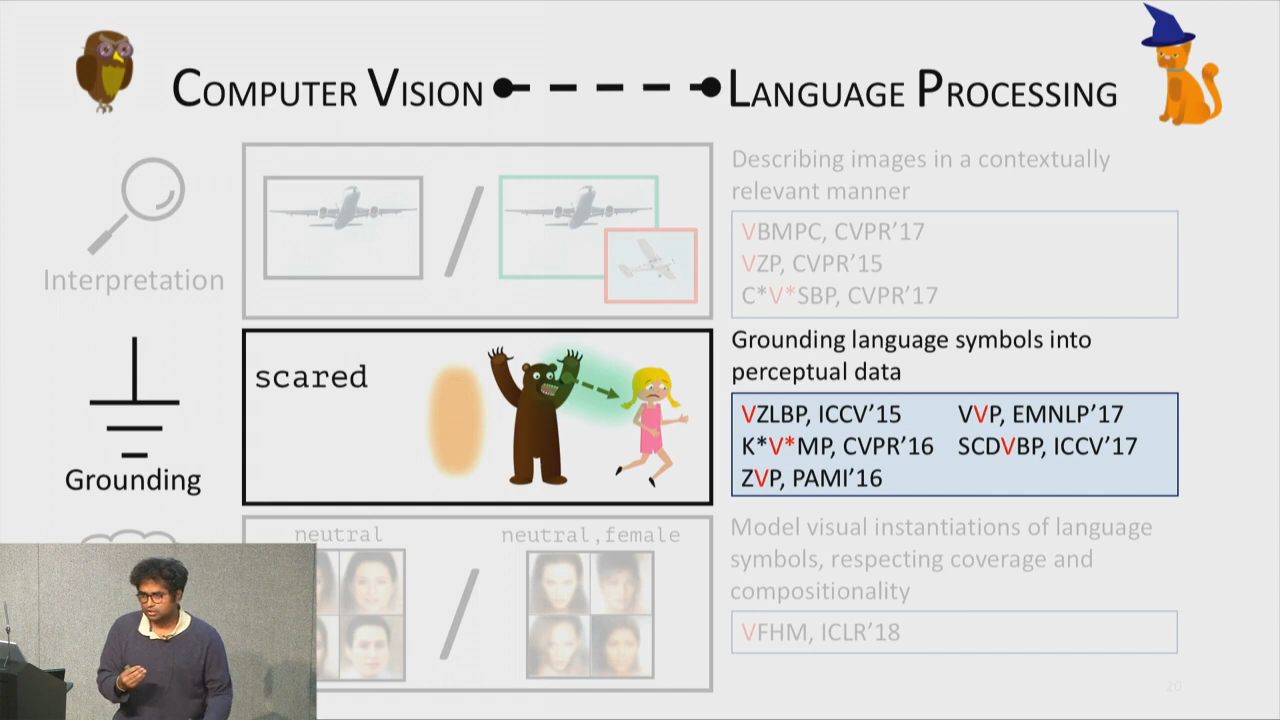 COMPUTER VISION
LANGUAGE PROCESSING
Interpretation
Describing images in a contextually
relevant manner
VBMPC, CVPR’17
VZP, CVPR’15
C*V*SBP, CVPR’17
Grounding
scared
Grounding language symbols into
perceptual data
VZLBP, ICCV’15 VVP, EMNLP’17
K*V*MP, CVPR’16 SCDVBP, ICCV’17
ZVP, PAMI’16
neutral
neutral,female
Model visual instantiations of language
symbols, respecting coverage and
compositionality
VFHM, ICLR’18
20